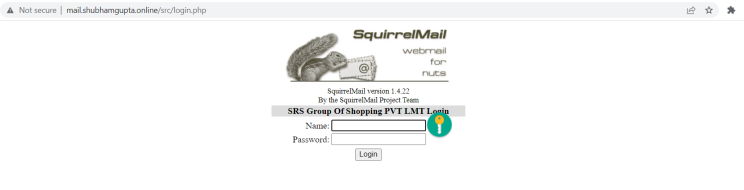 Not secure | mail.shubhamgupta.online/src/login.php
SquirrelMail
webmail
for
nuts
@
SquirrelMail version 1.4.22
By the SquirrelMail Project Team
SRS Group Of Shopping PVT LMT Login
Name:
Password:
Login